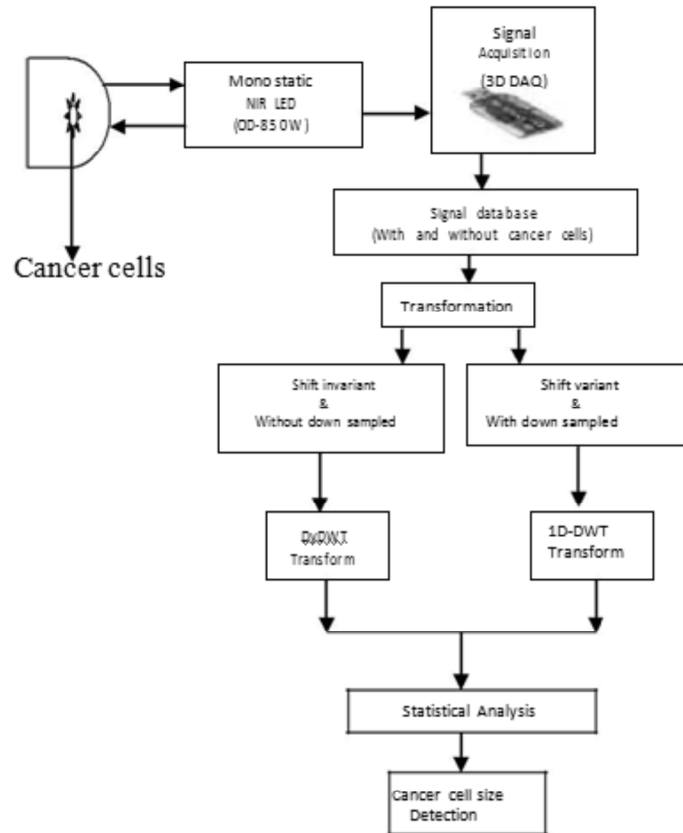 Signal
Acquisition
(3D DAQ)
Mono static
NIR LED
(OD-850W)
Signal database
(With and without cancer cells)
Cancer cells
Transformation
Shift invariant
&
Without down sampled
Shift variant
&
With down sampled
DyDWT
Transform
1D-DWT
Transform
Statistical Analysis
Cancer cell size
Detection